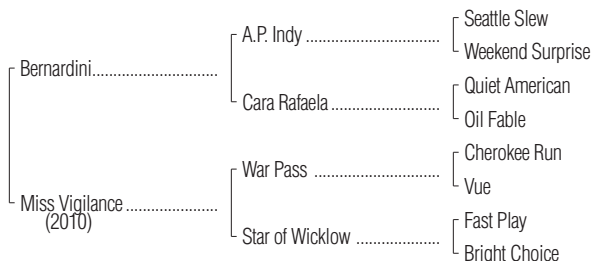 Seattle Slew
A.P. Indy ........................................
Weekend Surprise
Bernardini.....................................
Quiet American
Cara Rafaela ................................
Oil Fable
Cherokee Run
War Pass .....................................
Vue
Miss Vigilance ...........................
(2010)
Fast Play
Star of Wicklow ........................
Bright Choice